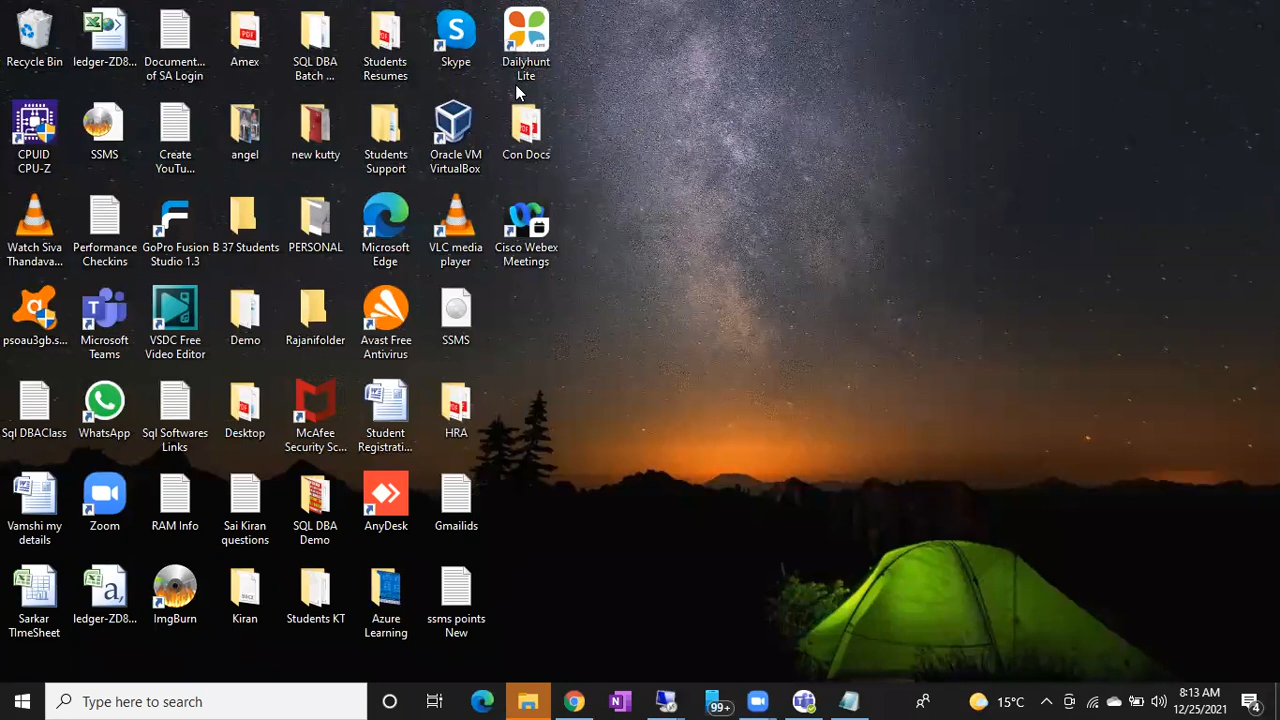 Recycle Bin
ledger-ZD8...
Document...
of SA Login
Amex
SQL DBA
Batch ...
Students
Resumes
Skype
Dailyhunt
Lite
CPUID
CPU-Z
SSMS
Create
YouTu...
angel
new kutty
Students
Support
Oracle VM
VirtualBox
Con Docs
Watch Siva
Thandava...
Performance
Checkins
GoPro Fusion
Studio 1.3
B 37 Students
PERSONAL
Microsoft
Edge
VLC media
player
Cisco Webex
Meetings
psoau3gb.s...
Microsoft
Teams
VSDC Free
Video Editor
Demo
Rajanifolder
Avast Free
Antivirus
SSMS
Sql DBAClass
WhatsApp
Sql Softwares
Links
Desktop
McAfee
Security Sc...
Student
Registrati...
HRA
Vamshi my
details
Zoom
RAM Info
Sai Kiran
questions
SQL DBA
Demo
AnyDesk
Gmailids
Sarkar
TImeSheet
ledger-ZD8...
ImgBurn
Kiran
Students KT
Azure
Learning
ssms points
New
Type here to search
99+
15°C
8:13 AM
12/25/2021
4